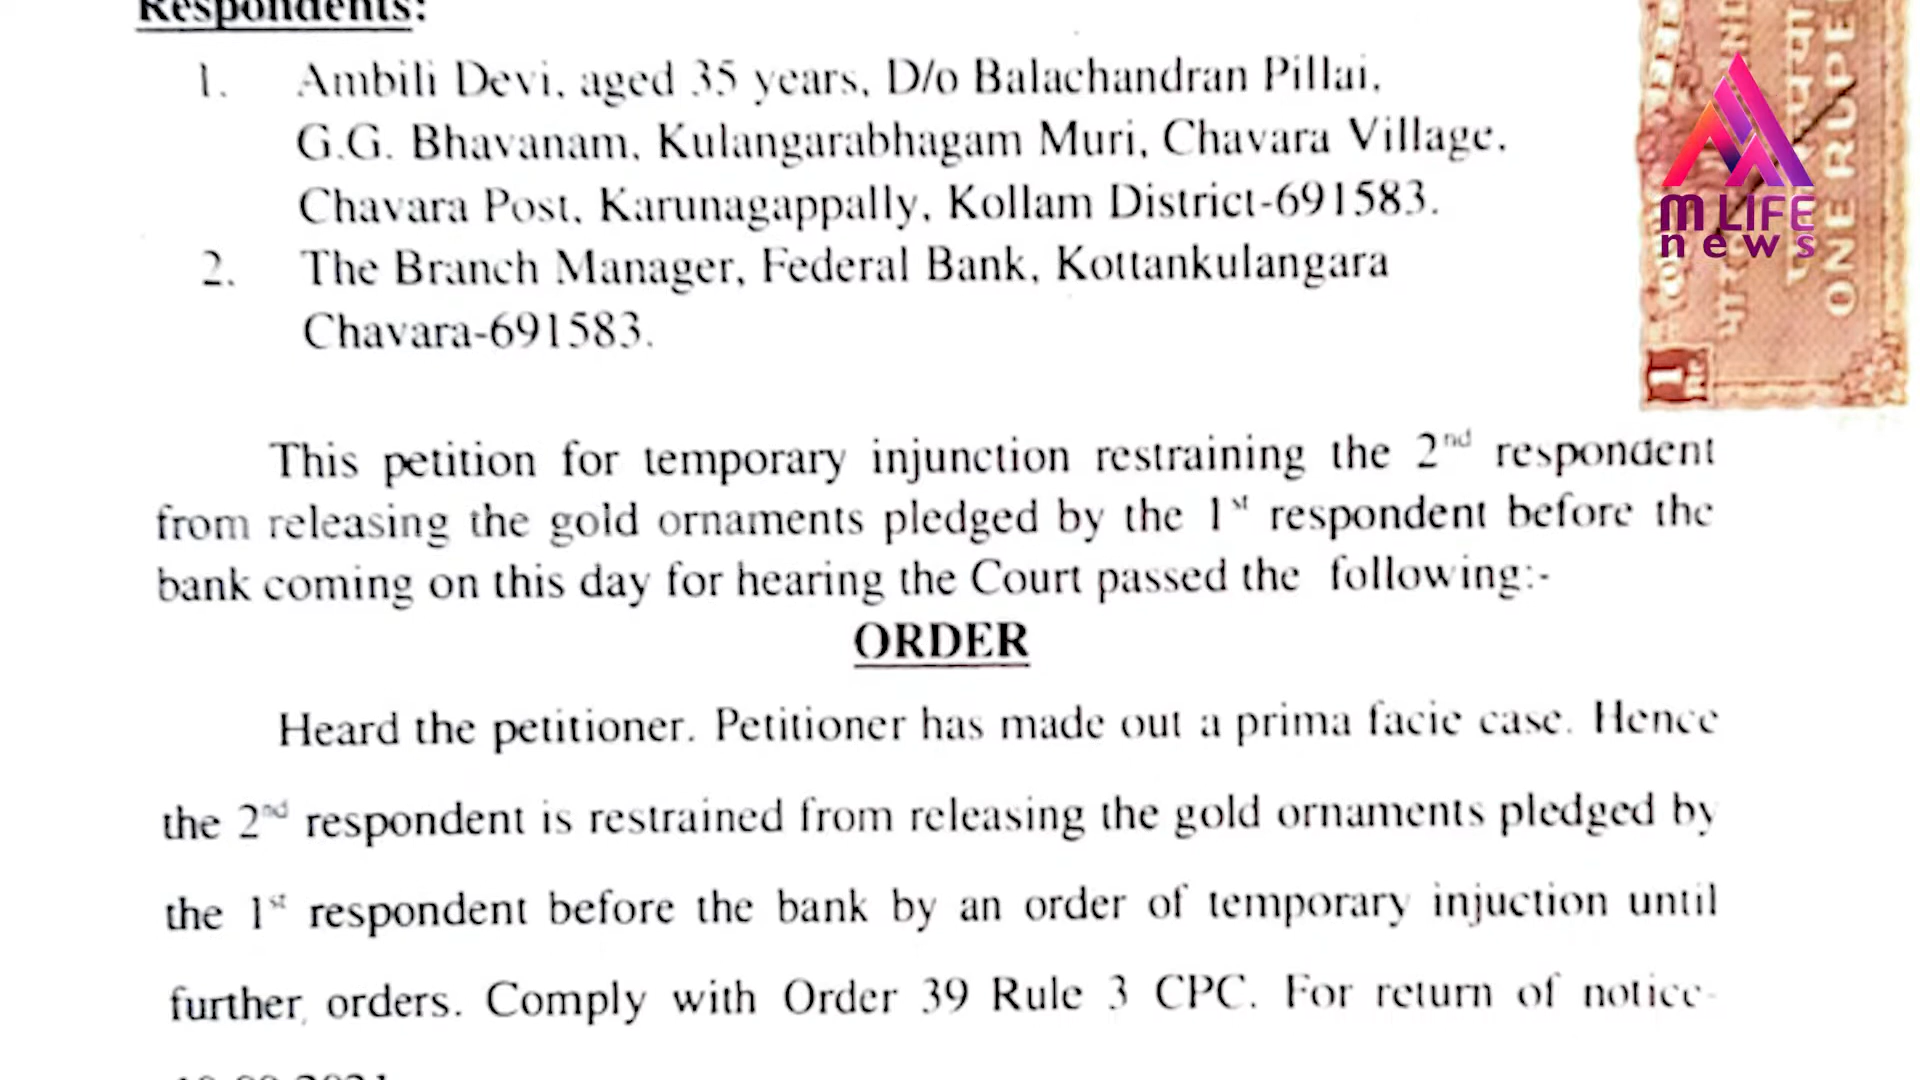 Respondents:
1. Ambili Devi, aged 35 years, D/o Balachandran Pillai,
G.G. Bhavanam, Kulangarabhagam Muri, Chavara Village,
Chavara Post, Karunagappally, Kollam District-691583.
2. The Branch Manager, Federal Bank, Kottankulangara
Chavara-691583.
This petition for temporary injunction restraining the 2nd respondent
from releasing the gold ornaments pledged by the 1st respondent before the
bank coming on this day for hearing the Court passed the following:-
ORDER
Heard the petitioner. Petitioner has made out a prima facie case. Hence
the 2nd respondent is restrained from releasing the gold ornaments pledged by
the 1st respondent before the bank by an order of temporary injuction until
further orders. Comply with Order 39 Rule 3 CPC. For return of notice-
M LIFE
news
ONE RUPEE
1